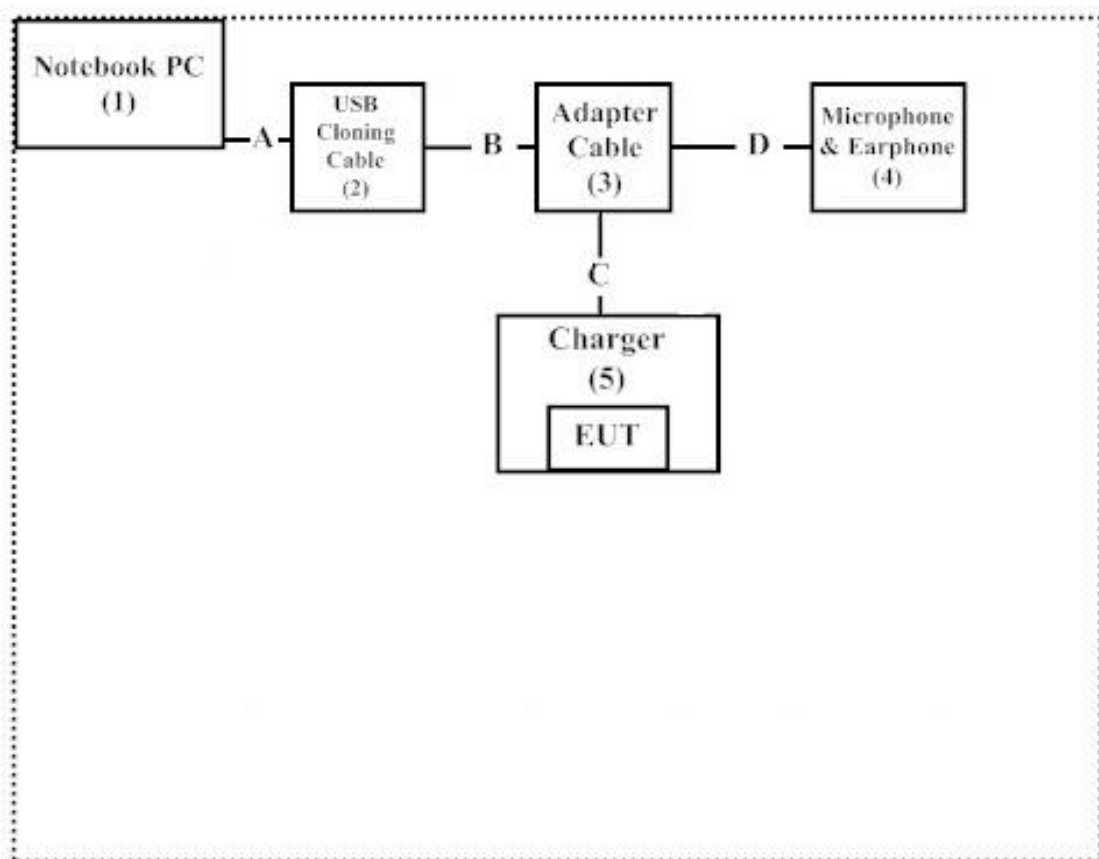 Notebook PC
(1)
A
USB
Cloning
Cable
(2)
B
Adapter
Cable
(3)
D
Microphone
& Earphone
(4)
C
Charger
(5)
EUT